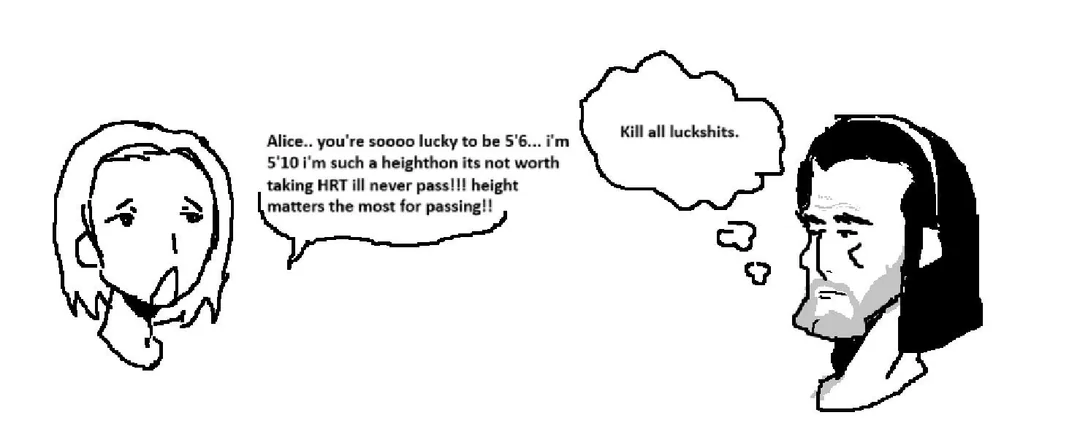 Alice.. you're soooo lucky to be 5'6... i'm
5'10 i'm such a heighthon its not worth
taking HRT ill never pass!!! height
matters the most for passing!!
Kill all luckshits.